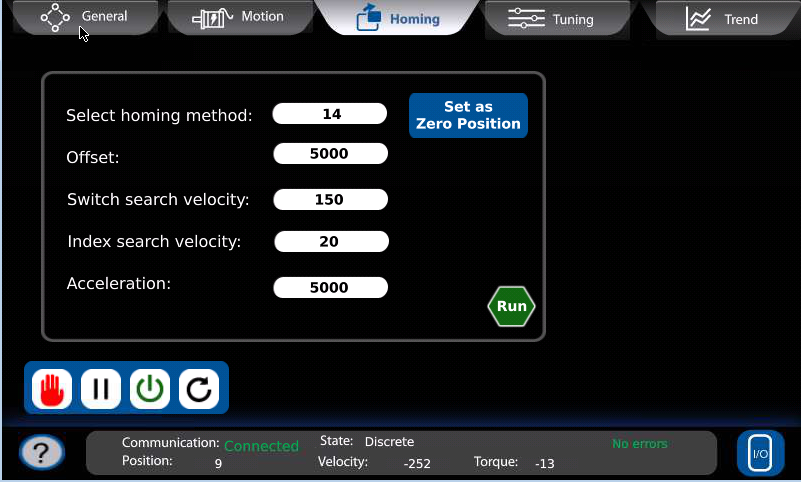 General Motion Homing Tuning Trend
Select homing method: 14
Set as
Zero Position
Offset: 5000
Switch search velocity: 150
Index search velocity: 20
Acceleration: 5000
Run
Communication: Connected State: Discrete No errors
Position: 9 Velocity: -252 Torque: -13
?
I/O